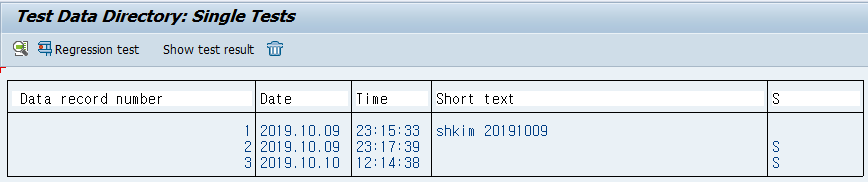 Test Data Directory: Single Tests
Regression test Show test result
Data record number Date Time Short text S
1 2019.10.09 23:15:33 shkim 20191009
2 2019.10.09 23:17:39 S
3 2019.10.10 12:14:38 S